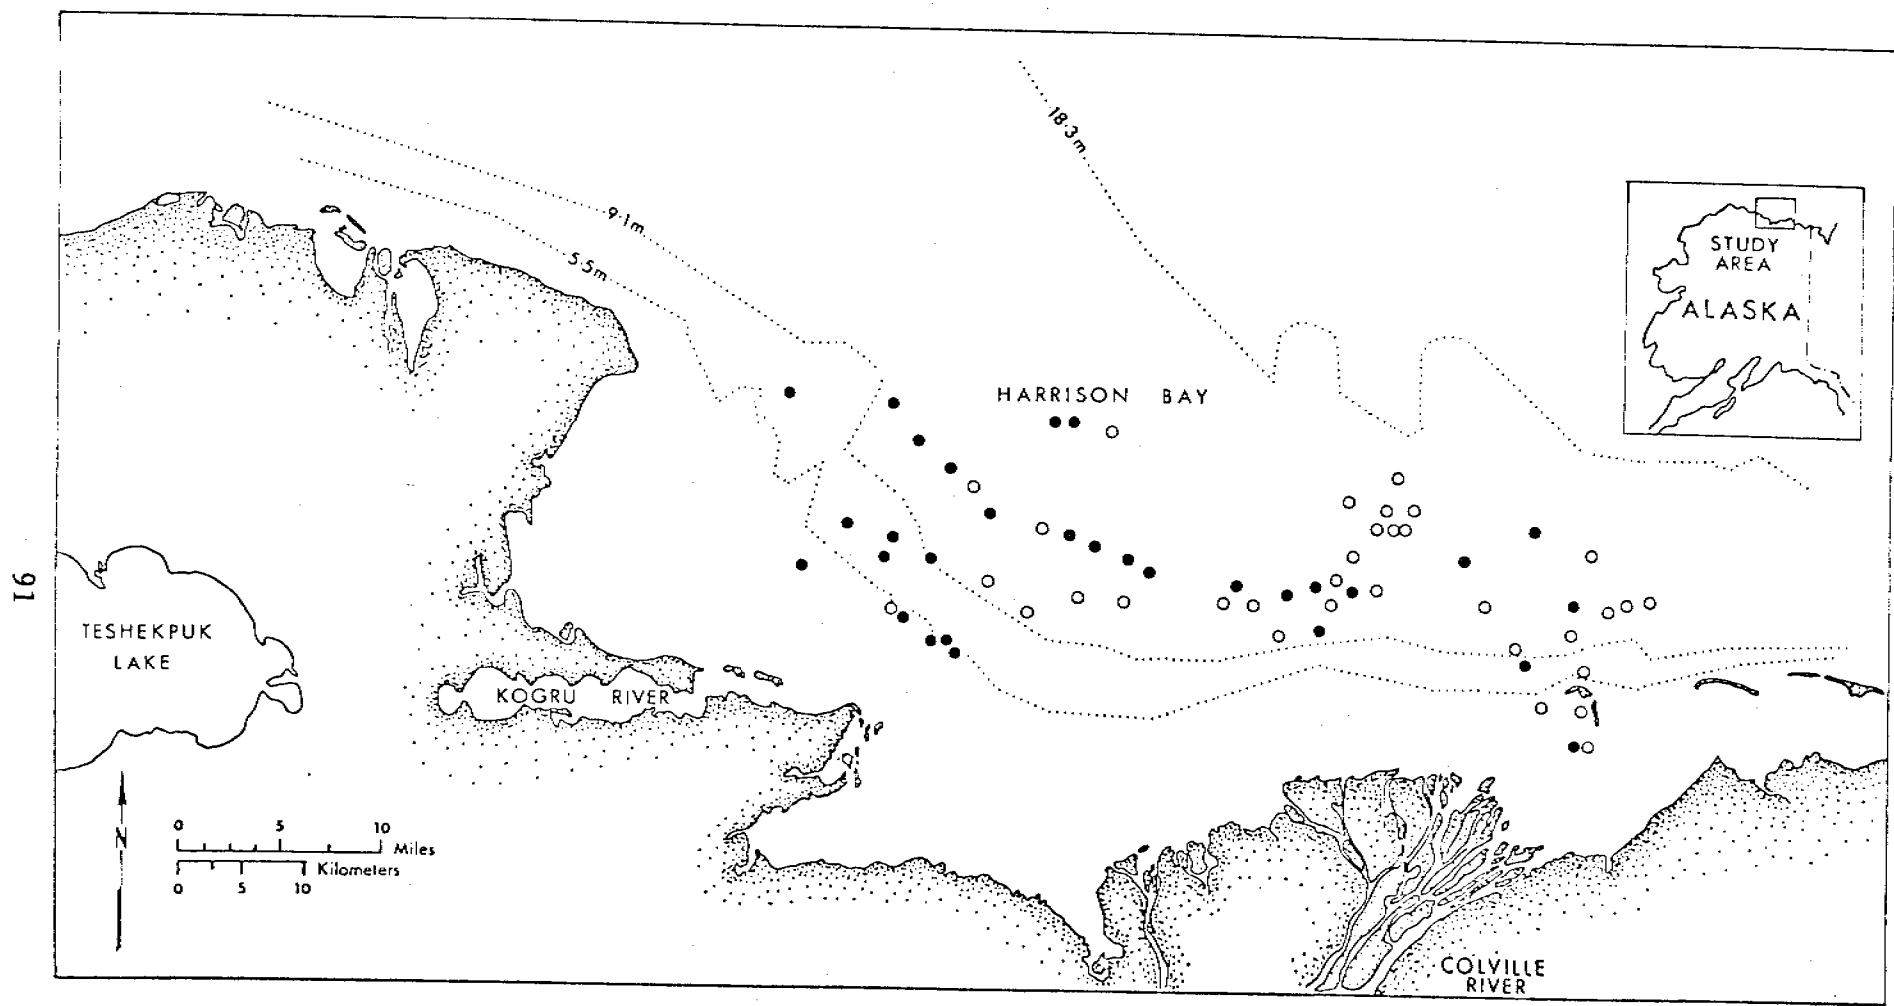 18·3m
9·1m
5·5m
STUDY
AREA
ALASKA
HARRISON BAY
91
TESHEKPUK
LAKE
KOGRU RIVER
N
0 5 10
Miles
Kilometers
0 5 10
COLVILLE
RIVER